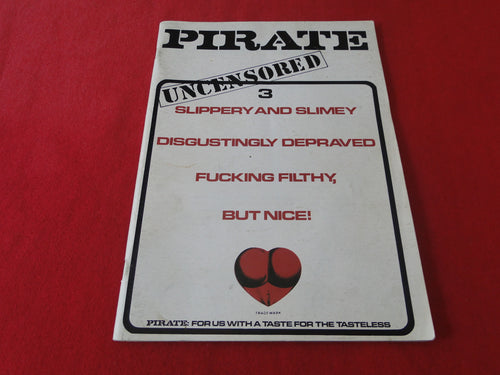 PIRATE
UNCENSORED
3
SLIPPERY AND SLIMEY
DISGUSTINGLY DEPRAVED
FUCKING FILTHY,
BUT NICE!
TRADE MARK
PIRATE: FOR US WITH A TASTE FOR THE TASTELESS